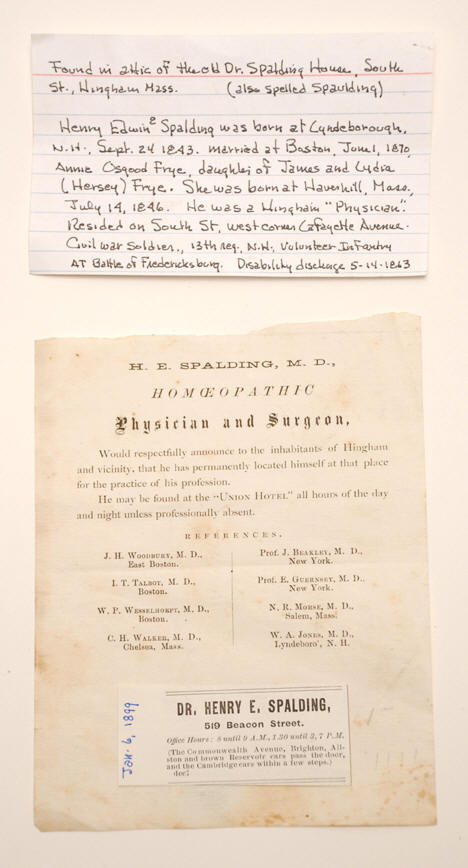 Found in attic of the old Dr. Spalding House, South
St., Hingham Mass. (also spelled Spaulding)
Henry Edwin² Spalding was born at Lyndeborough,
N.H., Sept. 24 1843. married at Boston, June 1, 1870,
Annie Osgood Frye, daughter of James and Lydia
(Hersey) Frye. She was born at Haverhill, Mass.,
July 14, 1846. He was a Hingham "Physician".
Resided on South St, west corner Lafayette Avenue.
Civil war Soldier, 13th reg. N.H. Volunteer Infantry
AT Battle of Fredericksburg. Disability discharge 5-14-1863
H. E. SPALDING, M. D.,
HOMŒOPATHIC
Physician and Surgeon,
Would respectfully announce to the inhabitants of Hingham
and vicinity, that he has permanently located himself at that place
for the practice of his profession.
He may be found at the "UNION HOTEL" all hours of the day
and night unless professionally absent.
REFERENCES.
J. H. WOODBURY, M. D.,
East Boston.
I. T. TALBOT, M. D.,
Boston.
W. P. WESSELHOEFT, M. D.,
Boston.
C. H. WALKER, M. D.,
Chelsea, Mass.
Prof. J. BEAKLEY, M. D.,
New York.
Prof. E. GUERNSEY, M. D.,
New York.
N. R. MORSE, M. D.,
Salem, Mass.
W. A. JONES, M. D.,
Lyndeboro', N. H.
Jan. 6, 1899
DR. HENRY E. SPALDING,
519 Beacon Street.
Office Hours: 8 until 9 A.M., 1.30 until 3, 7 P.M.
(The Commonwealth Avenue, Brighton, All-
ston and brown Reservoir cars pass the door,
and the Cambridge cars within a few steps.)